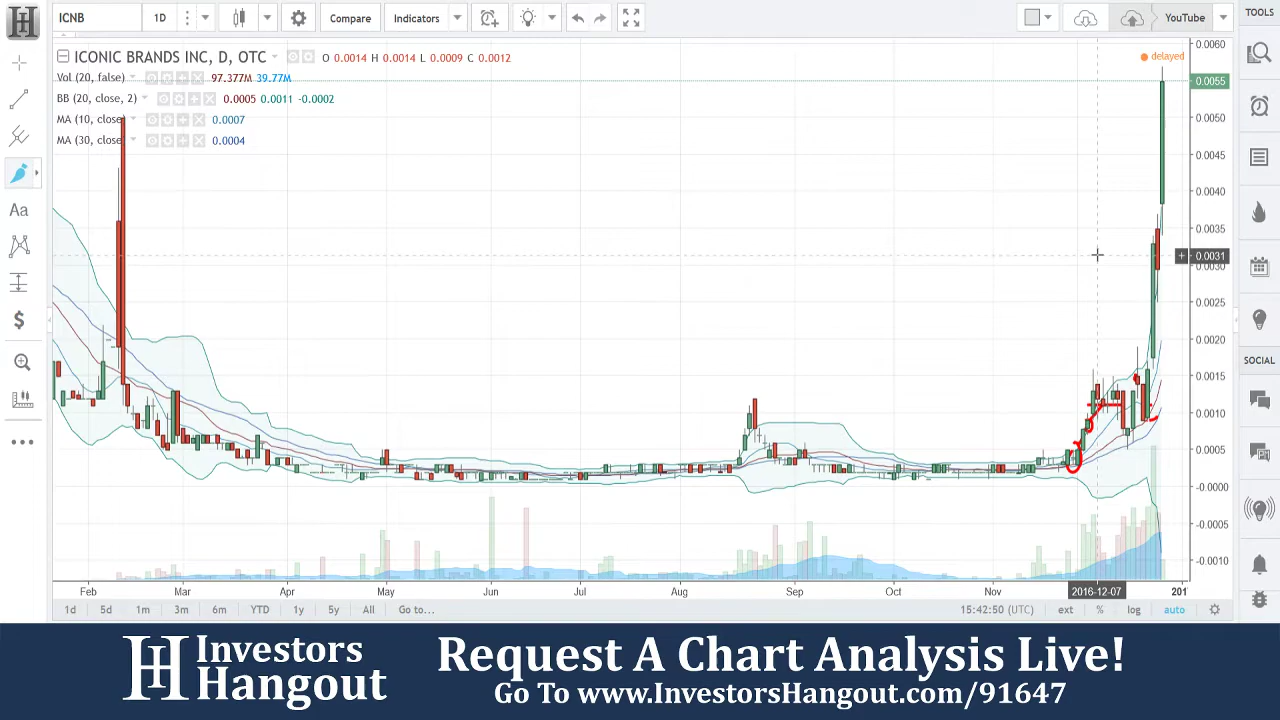 ICNB 1D Compare Indicators YouTube TOOLS
ICONIC BRANDS INC, D, OTC O 0.0014 H 0.0014 L 0.0009 C 0.0012 delayed
Vol (20, false) 97.377M 39.77M
BB (20, close, 2) 0.0005 0.0011 -0.0002
MA (10, close) 0.0007
MA (30, close) 0.0004
0.0060
0.0055
0.0050
0.0045
0.0040
0.0035
0.0031
0.0030
0.0025
0.0020
0.0015
0.0010
0.0005
-0.0000
-0.0005
-0.0010
Aa
$
SOCIAL
Feb Mar Apr May Jun Jul Aug Sep Oct Nov 2016-12-07 201
1d 5d 1m 3m 6m YTD 1y 5y All Go to... 15:42:50 (UTC) ext % log auto
H Investors Hangout
Request A Chart Analysis Live!
Go To www.InvestorsHangout.com/91647